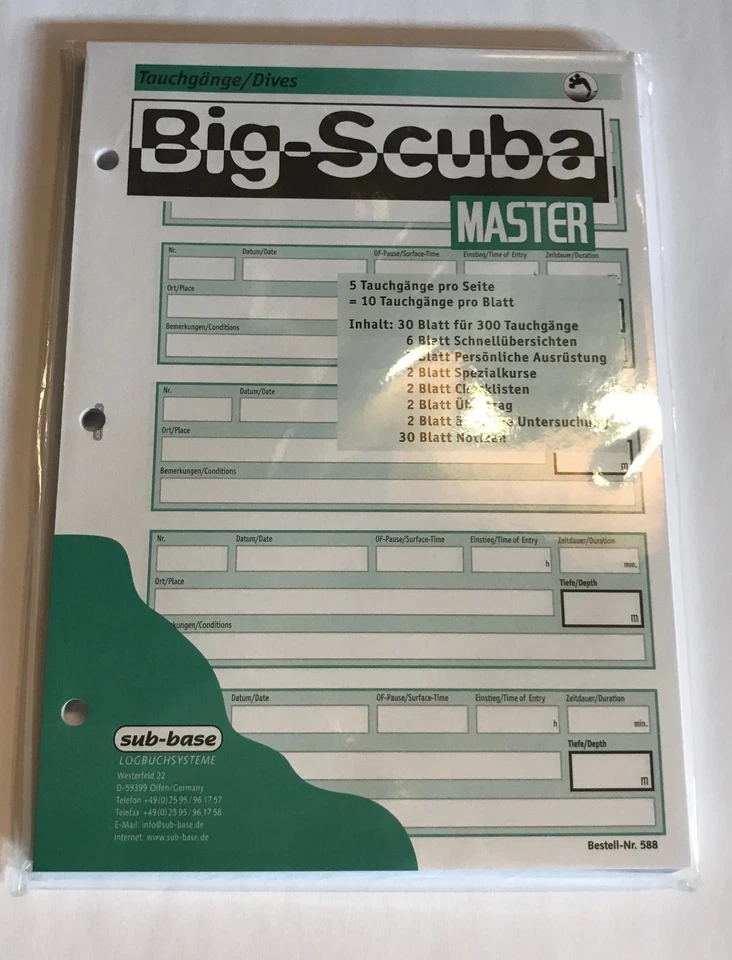 Tauchgänge/Dives
Big-Scuba
MASTER
Nr. Datum/Date OF-Pause/Surface-Time Einstieg/Time of Entry Zeitdauer/Duration
Ort/Place
Bemerkungen/Conditions
5 Tauchgänge pro Seite
= 10 Tauchgänge pro Blatt
Inhalt: 30 Blatt für 300 Tauchgänge
6 Blatt Schnellübersichten
Blatt Persönliche Ausrüstung
2 Blatt Spezialkurse
2 Blatt Checklisten
2 Blatt
2 Blatt Untersuchung
30 Blatt Notizen
Nr. Datum/Date
Ort/Place
m
Bemerkungen/Conditions
Nr. Datum/Date OF-Pause/Surface-Time Einstieg/Time of Entry Zeitdauer/Duration
h min.
Ort/Place Tiefe/Depth
m
kungen/Conditions
Datum/Date OF-Pause/Surface-Time Einstieg/Time of Entry Zeitdauer/Duration
h min.
Tiefe/Depth
m
sub-base
LOGBUCHSYSTEME
Westerfeld 22
D-59399 Olfen/Germany
Telefon +49(0)25 95/96 17 57
Telefax +49(0)25 95/96 17 58
E-Mail: info@sub-base.de
Internet: www.sub-base.de
Bestell-Nr. 588